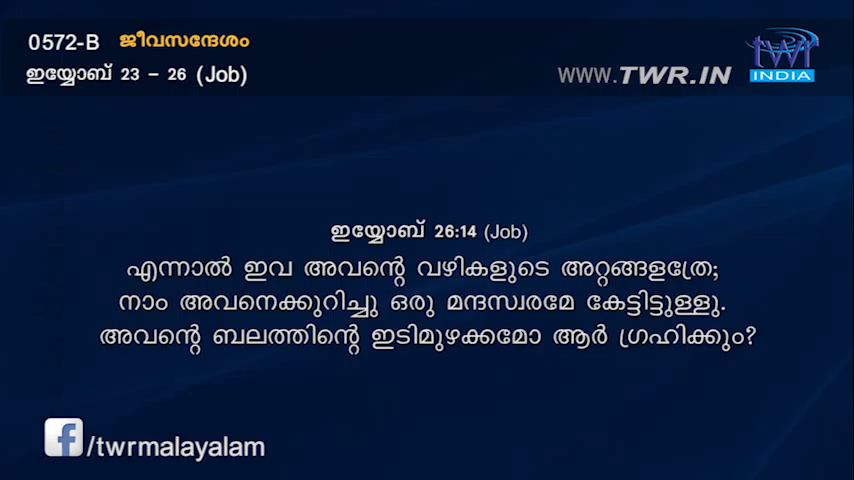 0572-B ജീവസന്ദേശം
ഇയ്യോബ് 23 - 26 (Job)
WWW.TWR.IN
twr
INDIA
ഇയ്യോബ് 26:14 (Job)
എന്നാൽ ഇവ അവന്റെ വഴികളുടെ അറ്റങ്ങളത്രേ;
നാം അവനെക്കുറിച്ചു ഒരു മന്ദസ്വരമേ കേട്ടിട്ടുള്ളു.
അവന്റെ ബലത്തിന്റെ ഇടിമുഴക്കമോ ആർ ഗ്രഹിക്കും?
f/twrmalayalam